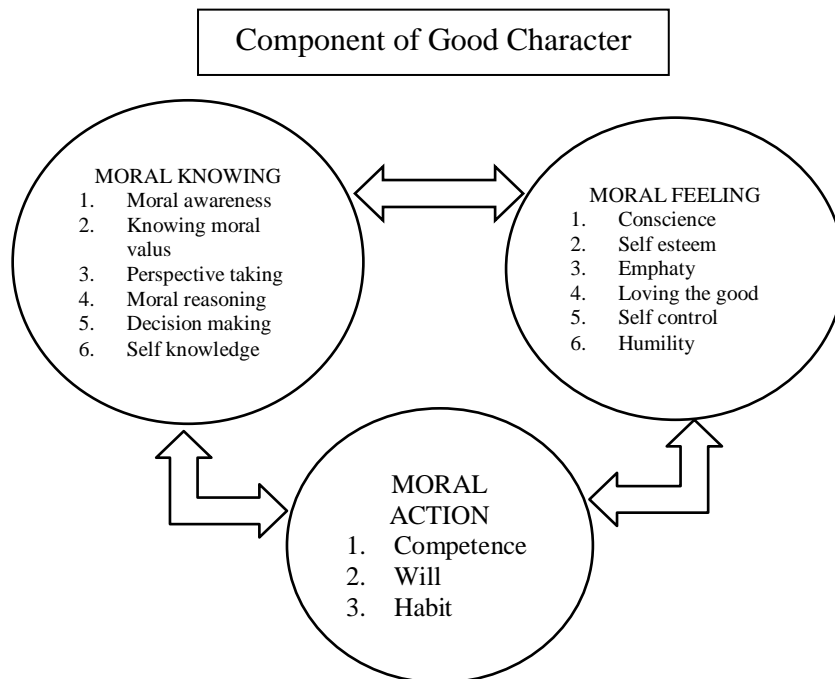 Component of Good Character
MORAL KNOWING
1. Moral awareness
2. Knowing moral
valus
3. Perspective taking
4. Moral reasoning
5. Decision making
6. Self knowledge
MORAL FEELING
1. Conscience
2. Self esteem
3. Emphaty
4. Loving the good
5. Self control
6. Humility
MORAL
ACTION
1. Competence
2. Will
3. Habit